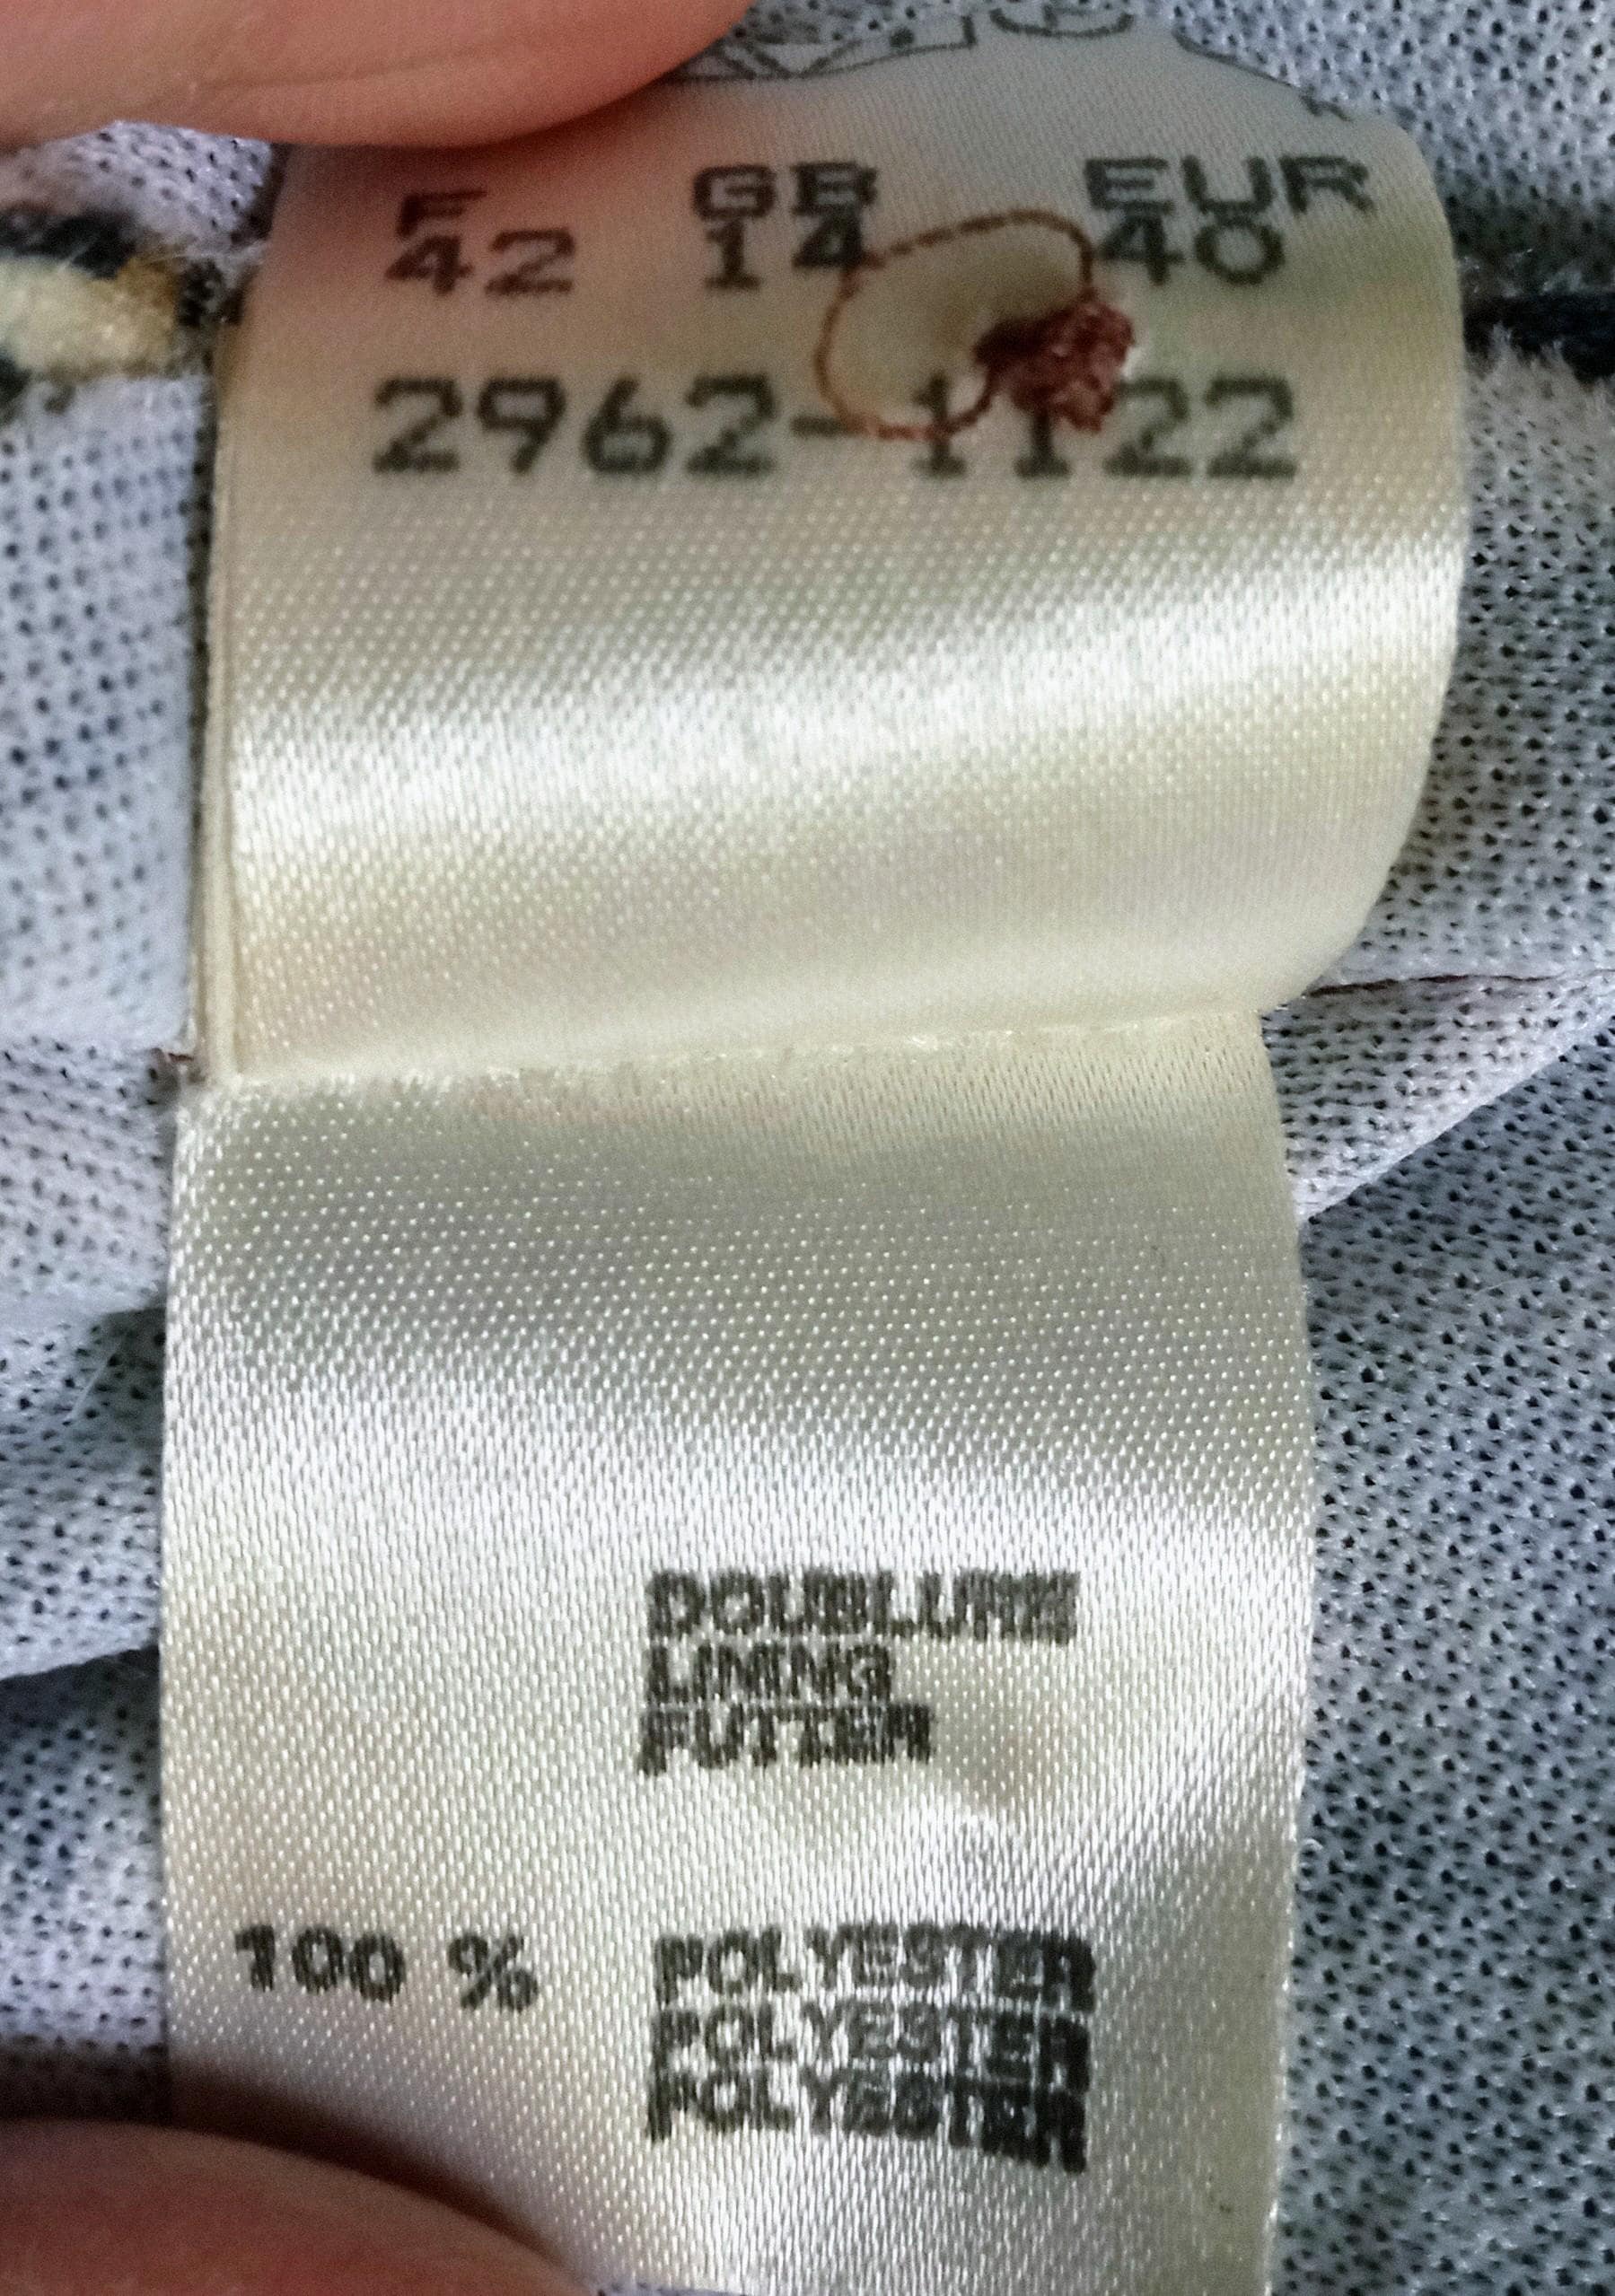 F GB EUR
42 14 40
2962-1122
DOUBLURE
LINING
FUTTER
100 % POLYESTER
POLYESTER
POLYESTER